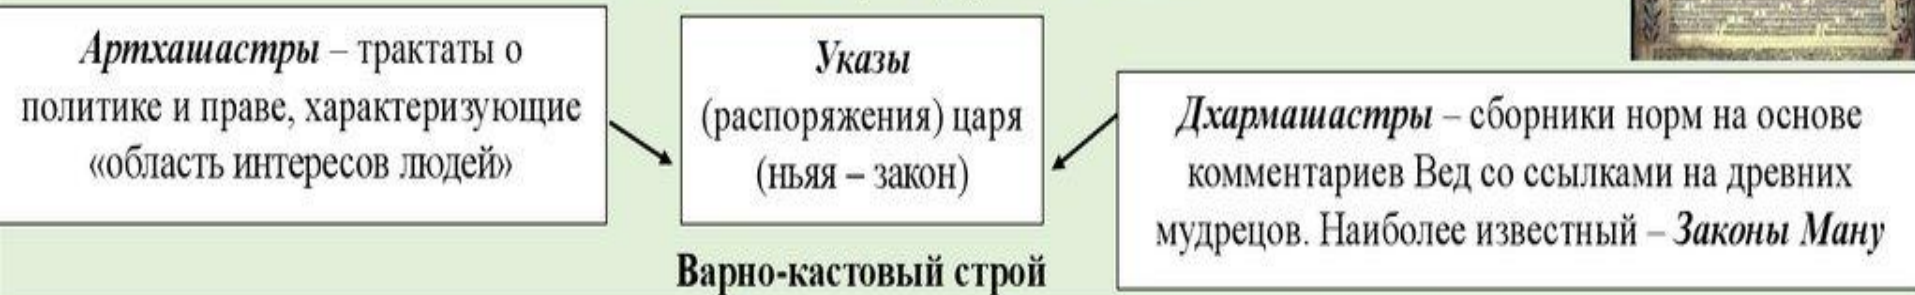 Артхашастры – трактаты о
политике и праве, характеризующие
«область интересов людей»
Указы
(распоряжения) царя
(ньяя – закон)
Дхармашастры – сборники норм на основе
комментариев Вед со ссылками на древних
мудрецов. Наиболее известный – Законы Ману
Варно-кастовый строй